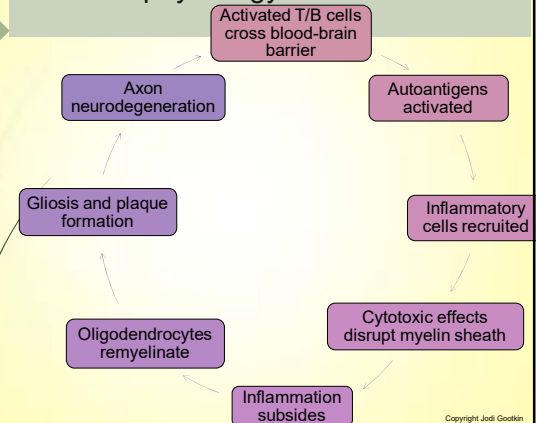 Activated T/B cells
cross blood-brain
barrier
Autoantigens
activated
Inflammatory
cells recruited
Cytotoxic effects
disrupt myelin sheath
Inflammation
subsides
Oligodendrocytes
remyelinate
Gliosis and plaque
formation
Axon
neurodegeneration
Copyright Jodi Gootkin